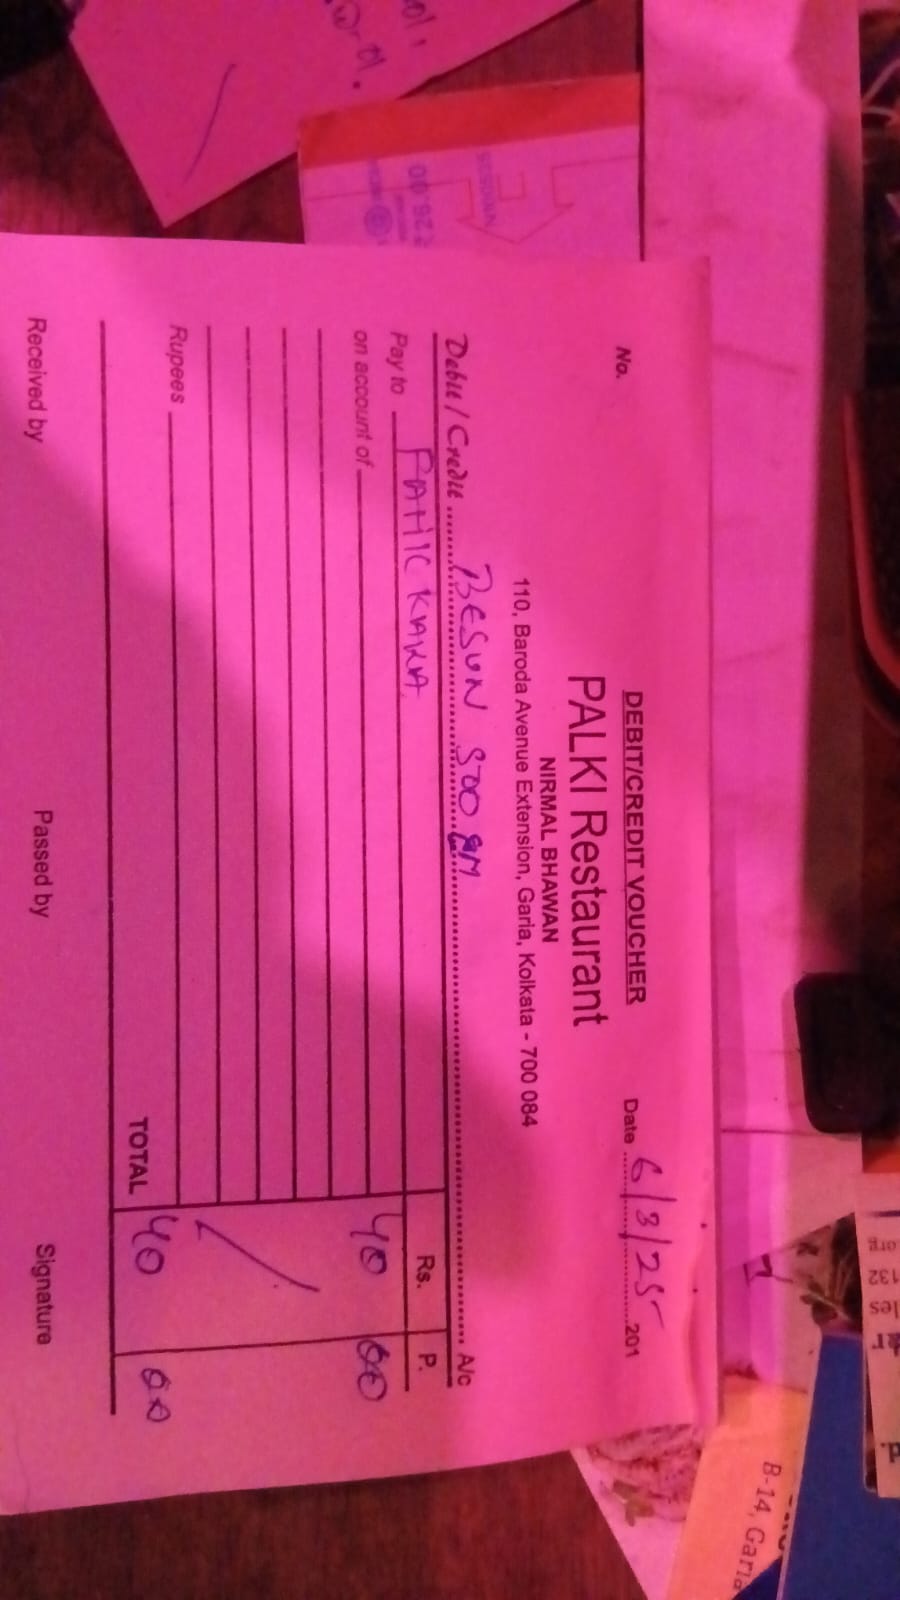 DEBIT/CREDIT VOUCHER
PALKI Restaurant
NIRMAL BHAWAN
110, Baroda Avenue Extension, Garia, Kolkata - 700 084
No. Date 6/3/25 201
Debit / Credit BESUN 500 gM A/c
Pay to KAKA Rs. P.
on account of 40 00
Rupees
TOTAL 40 00
Received by Passed by Signature
225.00
B-14, Garia
132